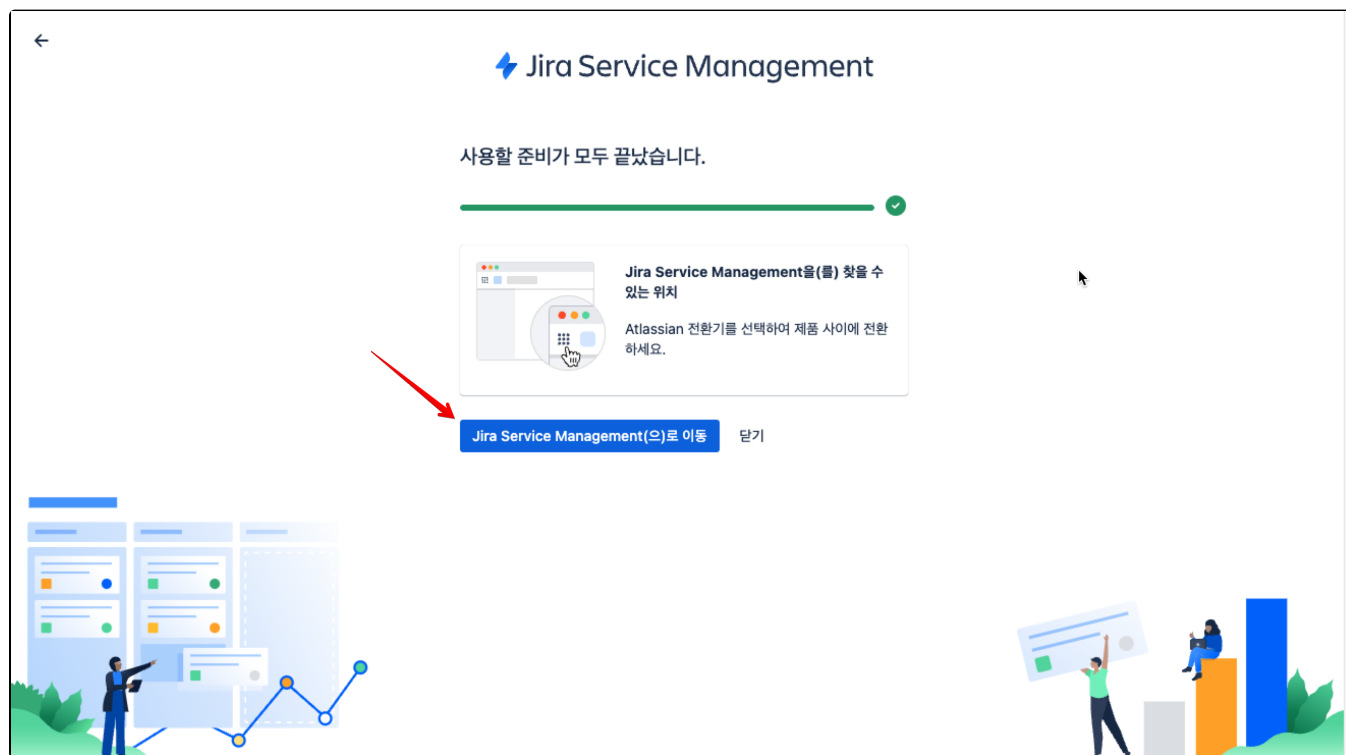 Jira Service Management
사용할 준비가 모두 끝났습니다.
Jira Service Management을(를) 찾을 수
있는 위치
Atlassian 전환기를 선택하여 제품 사이에 전환
하세요.
Jira Service Management(으)로 이동
닫기